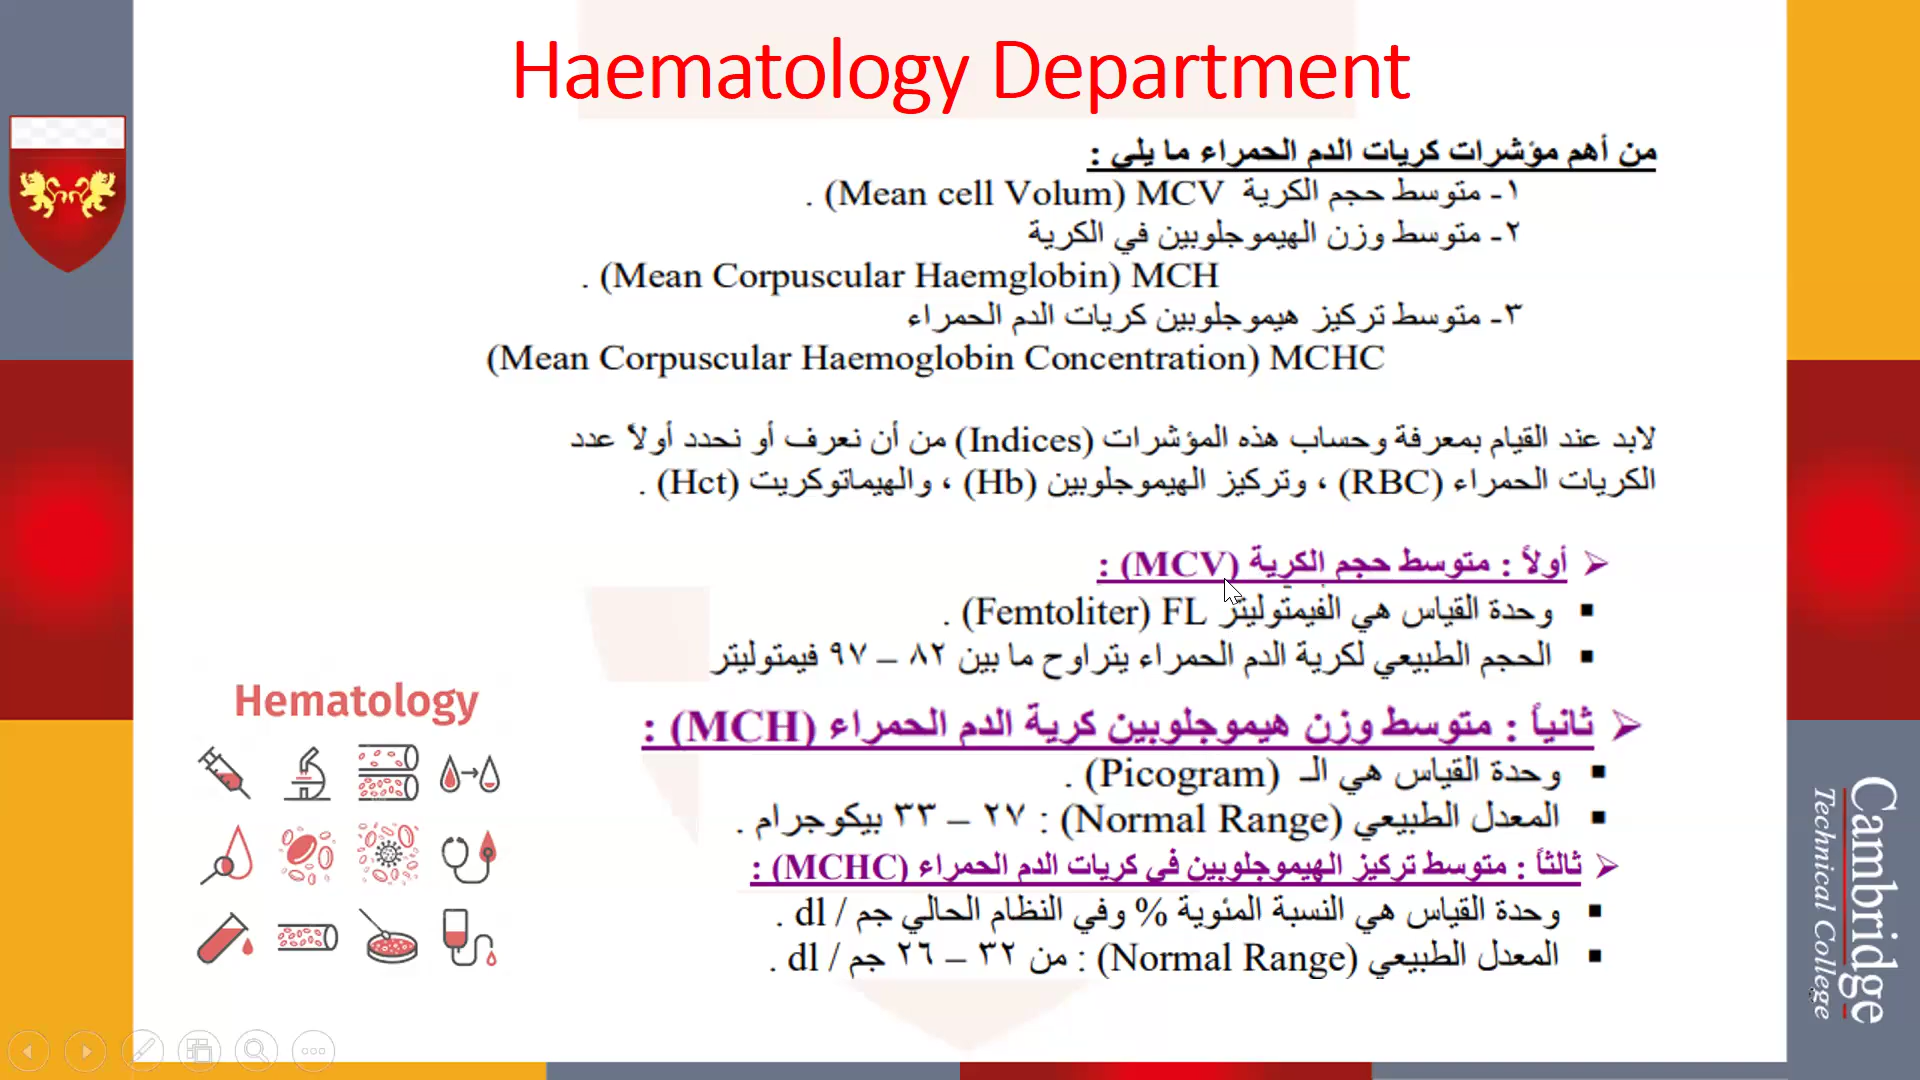 Haematology Department
من أهم مؤشرات كريات الدم الحمراء ما يلي :
١- متوسط حجم الكرية MCV (Mean cell Volum) .
٢- متوسط وزن الهيموجلوبين في الكرية
(Mean Corpuscular Haemglobin) MCH .
٣- متوسط تركيز هيموجلوبين كريات الدم الحمراء
(Mean Corpuscular Haemoglobin Concentration) MCHC
لابد عند القيام بمعرفة وحساب هذه المؤشرات (Indices) من أن نعرف أو نحدد أولاً عدد
الكريات الحمراء (RBC) ، وتركيز الهيموجلوبين (Hb) ، والهيماتوكريت (Hct) .
أولاً : متوسط حجم الكرية (MCV) :
وحدة القياس هي الفيمتوليتر FL (Femtoliter) .
الحجم الطبيعي لكرية الدم الحمراء يتراوح ما بين ٨٢ – ٩٧ فيمتوليتر
ثانياً : متوسط وزن هيموجلوبين كرية الدم الحمراء (MCH) :
وحدة القياس هي الـ (Picogram) .
المعدل الطبيعي (Normal Range) : ٢٧ – ٣٣ بيكوجرام .
ثالثاً : متوسط تركيز الهيموجلوبين في كريات الدم الحمراء (MCHC) :
وحدة القياس هي النسبة المئوية % وفي النظام الحالي جم / dl .
المعدل الطبيعي (Normal Range) : من ٣٢ – ٢٦ جم / dl .
Hematology
Cambridge
Technical College